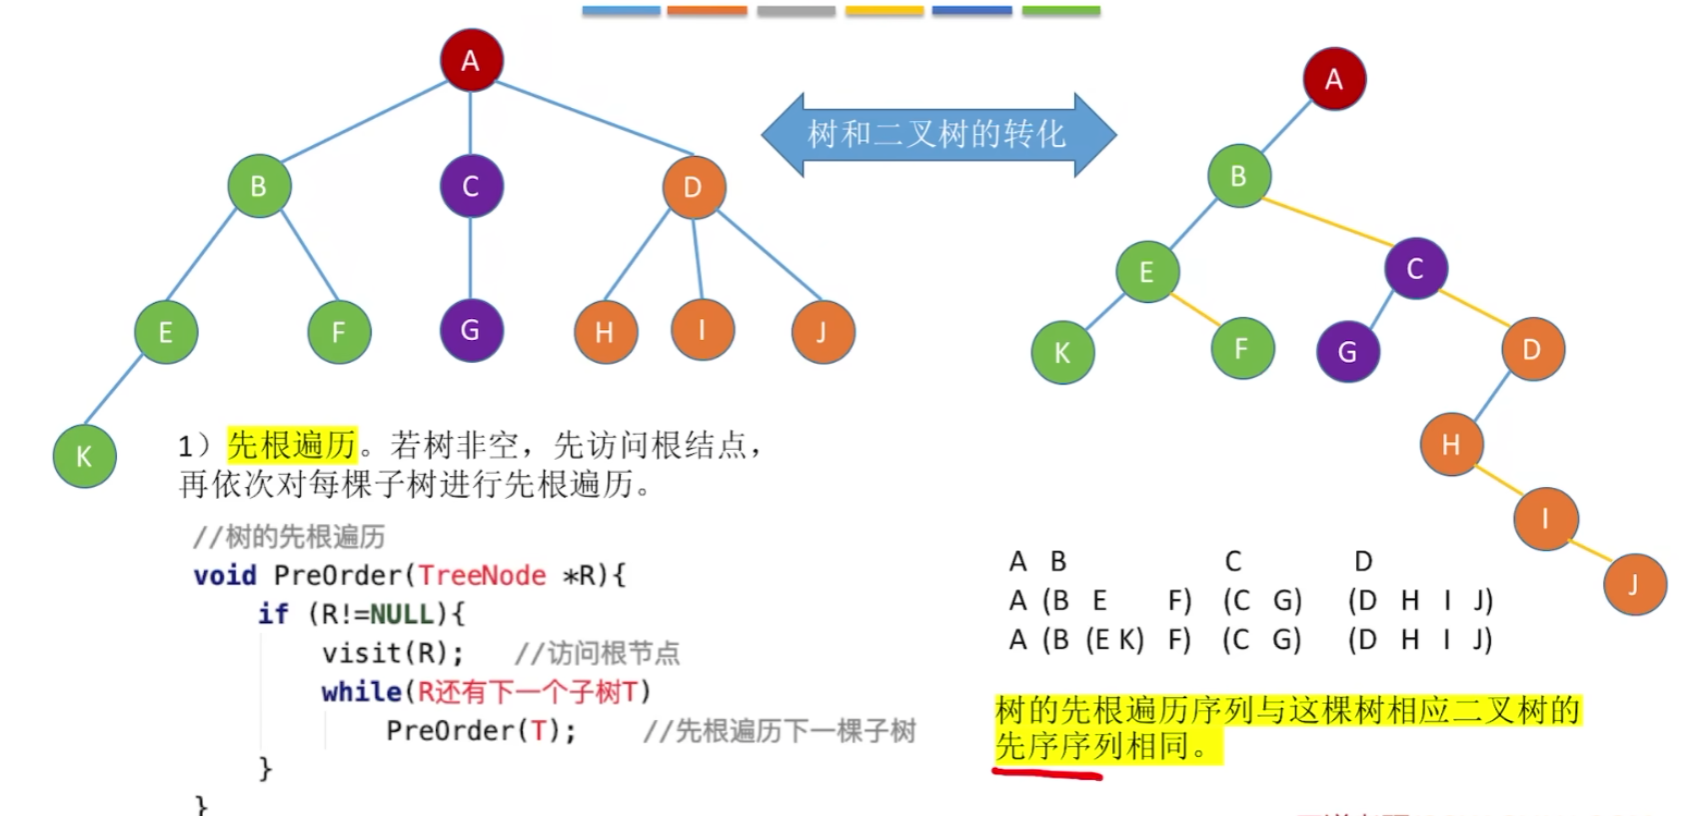 A
树和二叉树的转化
A
B
C
D
B
E
C
E
F
G
H
I
J
K
F
G
D
K
H
I
J
1）先根遍历。若树非空，先访问根结点，
再依次对每棵子树进行先根遍历。
//树的先根遍历
void PreOrder(TreeNode *R){
if (R!=NULL){
visit(R); //访问根节点
while(R还有下一个子树T)
PreOrder(T); //先根遍历下一棵子树
}
}
A B C D
A (B E F) (C G) (D H I J)
A (B (E K) F) (C G) (D H I J)
树的先根遍历序列与这棵树相应二叉树的
先序序列相同。